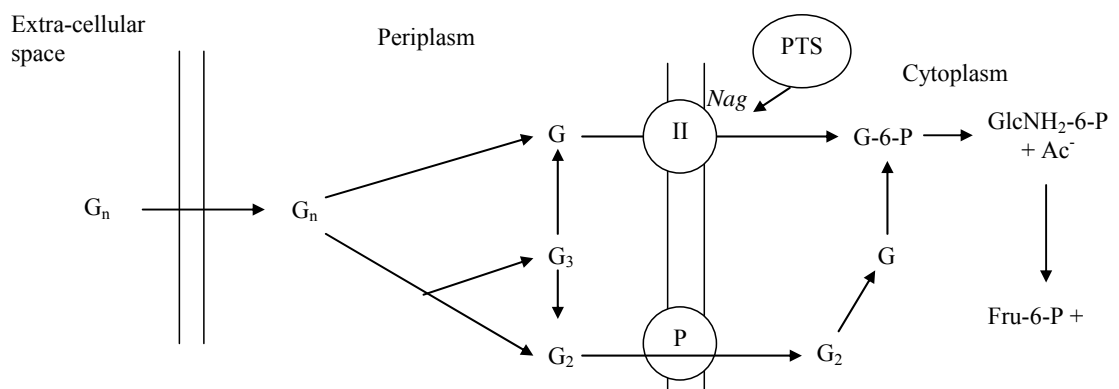 Extra-cellular
space
Periplasm
PTS
Cytoplasm
Nag
G
II
G-6-P
GlcNH₂-6-P
+ Ac⁻
Gₙ
Gₙ
G₃
G
Fru-6-P +
G₂
P
G₂